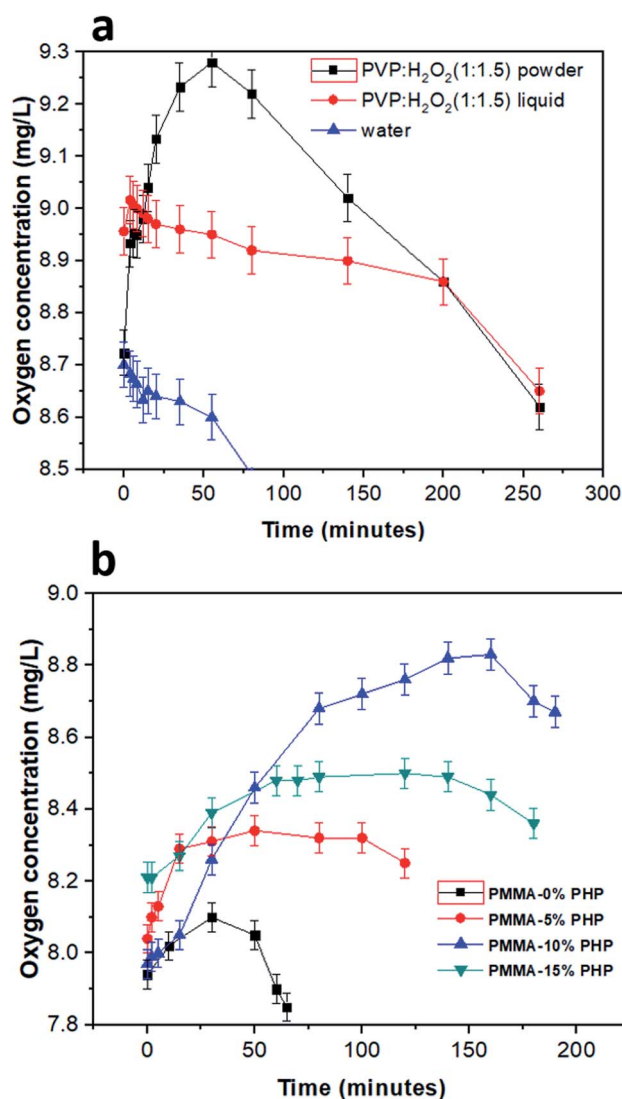 a
9.3
9.2
9.1
9.0
8.9
8.8
8.7
8.6
8.5
Oxygen concentration (mg/L)
PVP:H₂O₂(1:1.5) powder
PVP:H₂O₂(1:1.5) liquid
water
0 50 100 150 200 250 300
Time (minutes)
b
9.0
8.8
8.6
8.4
8.2
8.0
7.8
Oxygen concentration (mg/L)
PMMA-0% PHP
PMMA-5% PHP
PMMA-10% PHP
PMMA-15% PHP
0 50 100 150 200
Time (minutes)